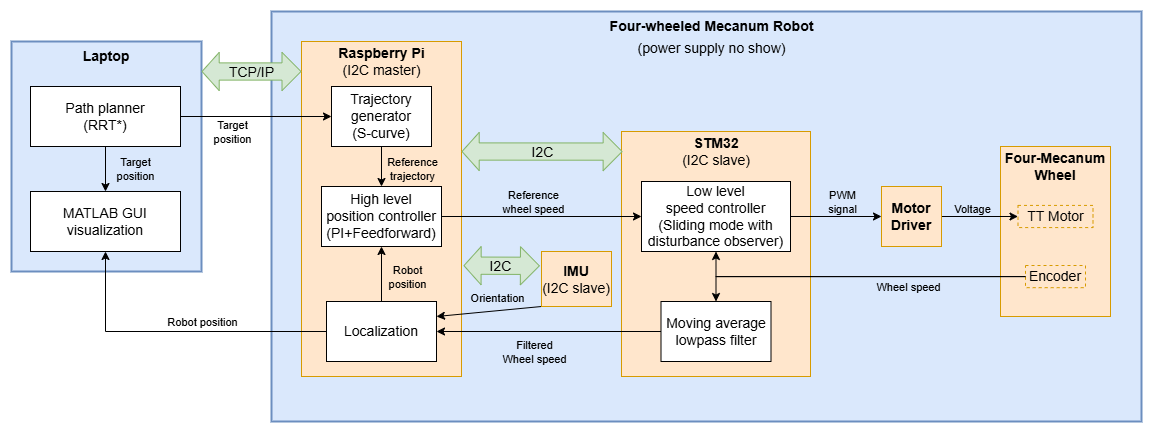 Four-wheeled Mecanum Robot
(power supply no show)
Laptop
TCP/IP
Raspberry Pi
(I2C master)
Path planner
(RRT*)
Target
position
Trajectory
generator
(S-curve)
Target
position
Reference
trajectory
I2C
STM32
(I2C slave)
Four-Mecanum
Wheel
MATLAB GUI
visualization
High level
position controller
(PI+Feedforward)
Reference
wheel speed
Low level
speed controller
(Sliding mode with
disturbance observer)
PWM
signal
Motor
Driver
Voltage
TT Motor
Robot
position
I2C
IMU
(I2C slave)
Orientation
Encoder
Wheel speed
Robot position
Localization
Filtered
Wheel speed
Moving average
lowpass filter